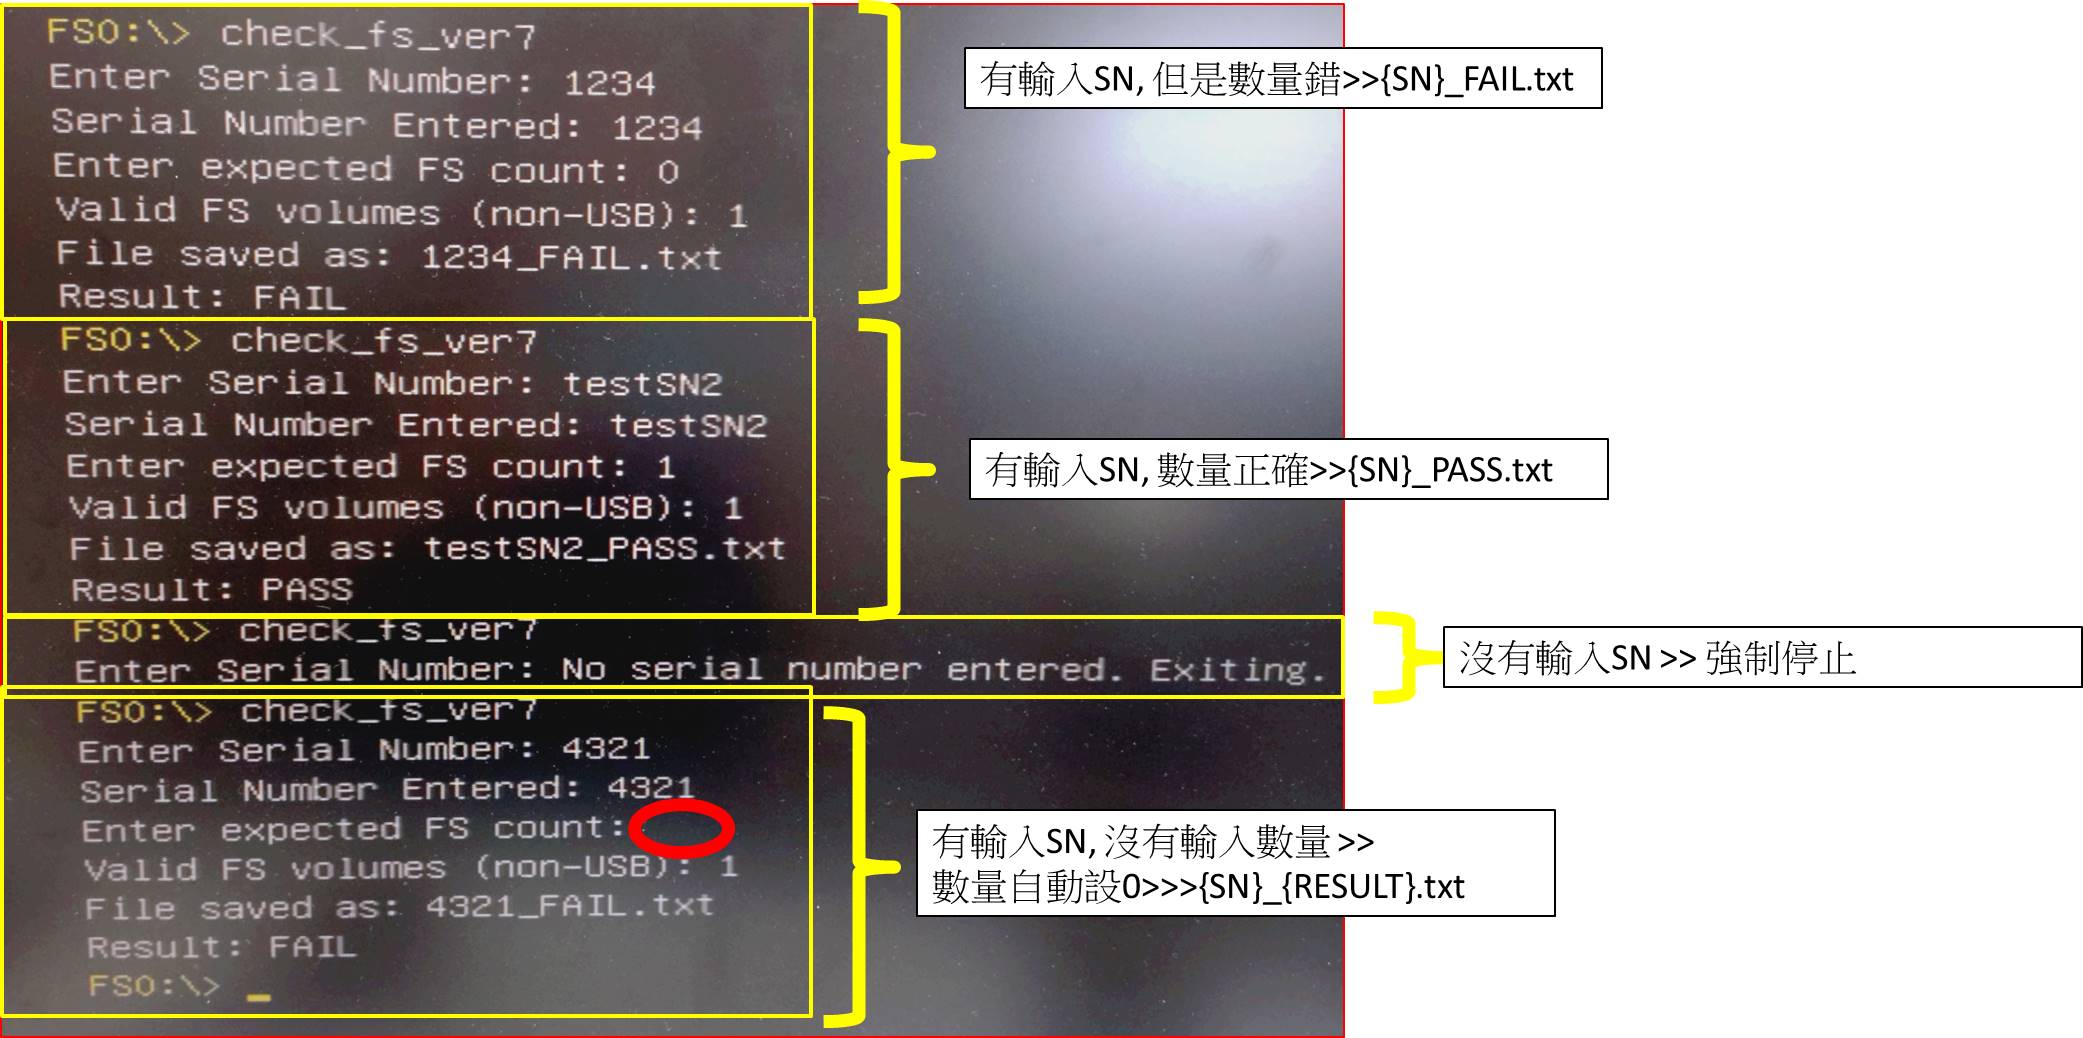 FS0:\> check_fs_ver7
Enter Serial Number: 1234
Serial Number Entered: 1234
Enter expected FS count: 0
Valid FS volumes (non-USB): 1
File saved as: 1234_FAIL.txt
Result: FAIL
有輸入SN, 但是數量錯>>{SN}_FAIL.txt
FS0:\> check_fs_ver7
Enter Serial Number: testSN2
Serial Number Entered: testSN2
Enter expected FS count: 1
Valid FS volumes (non-USB): 1
File saved as: testSN2_PASS.txt
Result: PASS
有輸入SN, 數量正確>>{SN}_PASS.txt
FS0:\> check_fs_ver7
Enter Serial Number: No serial number entered. Exiting.
沒有輸入SN >> 強制停止
FS0:\> check_fs_ver7
Enter Serial Number: 4321
Serial Number Entered: 4321
Enter expected FS count:
Valid FS volumes (non-USB): 1
File saved as: 4321_FAIL.txt
Result: FAIL
FS0:\> _
有輸入SN, 沒有輸入數量 >>
數量自動設0>>>{SN}_{RESULT}.txt